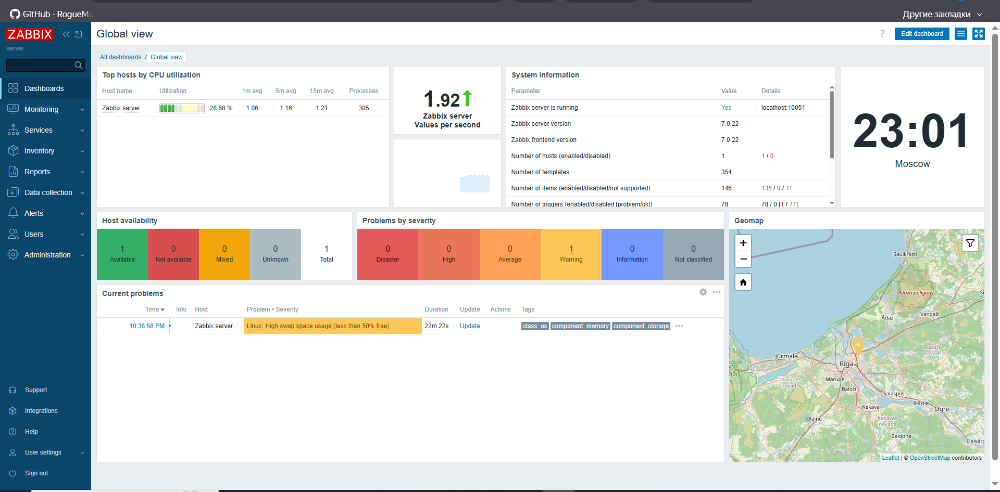 GitHub - RogueMa
Другие закладки
ZABBIX
server
Global view
?
Edit dashboard
All dashboards / Global view
Dashboards
Monitoring
Services
Inventory
Reports
Data collection
Alerts
Users
Administration
Support
Integrations
Help
User settings
Sign out
Top hosts by CPU utilization
Host name Utilization 1m avg 5m avg 15m avg Processes
Zabbix server 28.68 % 1.06 1.16 1.21 305
1.92
Zabbix server
Values per second
System information
Parameter Value Details
Zabbix server is running Yes localhost:10051
Zabbix server version 7.0.22
Zabbix frontend version 7.0.22
Number of hosts (enabled/disabled) 1 1 / 0
Number of templates 354
Number of items (enabled/disabled/not supported) 146 135 / 0 / 11
Number of triggers (enabled/disabled [problem/ok]) 78 78 / 0 [1 / 77]
23:01
Moscow
Host availability
1 Available
0 Not available
0 Mixed
0 Unknown
1 Total
Problems by severity
0 Disaster
0 High
0 Average
1 Warning
0 Information
0 Not classified
Current problems
Time Info Host Problem • Severity Duration Update Actions Tags
10:38:58 PM Zabbix server Linux: High swap space usage (less than 50% free) 22m 22s Update class: os component: memory component: storage
Geomap
+
−
Saulkrasti
Ādažu poligons
Ādaži
Vangaži
Ropažu
novads
Jūrmala
Rīga
Mārupes
novads
Mārupe
Baloži
Salaspils
Ikšķile
Ķekava
Ogre
Olaine
Ķekavas
novads
Baldone
Leaflet | © OpenStreetMap contributors